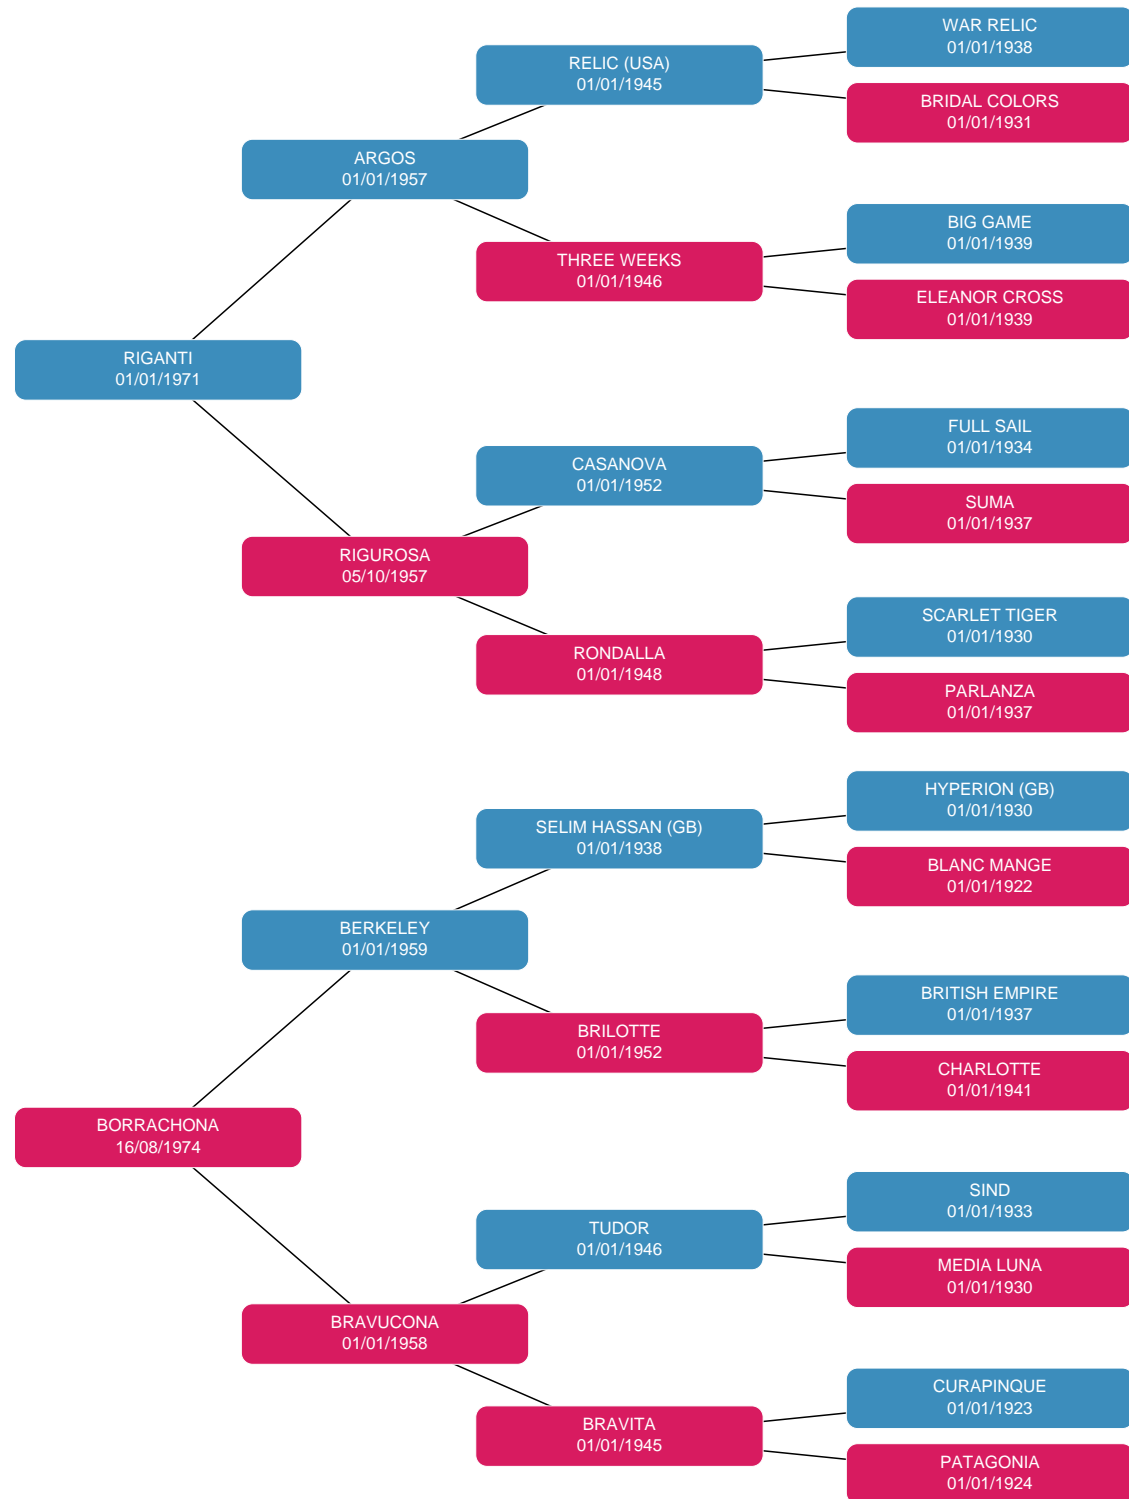 WAR RELIC
01/01/1938
RELIC (USA)
01/01/1945
BRIDAL COLORS
01/01/1931
ARGOS
01/01/1957
BIG GAME
01/01/1939
THREE WEEKS
01/01/1946
ELEANOR CROSS
01/01/1939
RIGANTI
01/01/1971
FULL SAIL
01/01/1934
CASANOVA
01/01/1952
SUMA
01/01/1937
RIGUROSA
05/10/1957
SCARLET TIGER
01/01/1930
RONDALLA
01/01/1948
PARLANZA
01/01/1937
HYPERION (GB)
01/01/1930
SELIM HASSAN (GB)
01/01/1938
BLANC MANGE
01/01/1922
BERKELEY
01/01/1959
BRITISH EMPIRE
01/01/1937
BRILOTTE
01/01/1952
CHARLOTTE
01/01/1941
BORRACHONA
16/08/1974
SIND
01/01/1933
TUDOR
01/01/1946
MEDIA LUNA
01/01/1930
BRAVUCONA
01/01/1958
CURAPINQUE
01/01/1923
BRAVITA
01/01/1945
PATAGONIA
01/01/1924